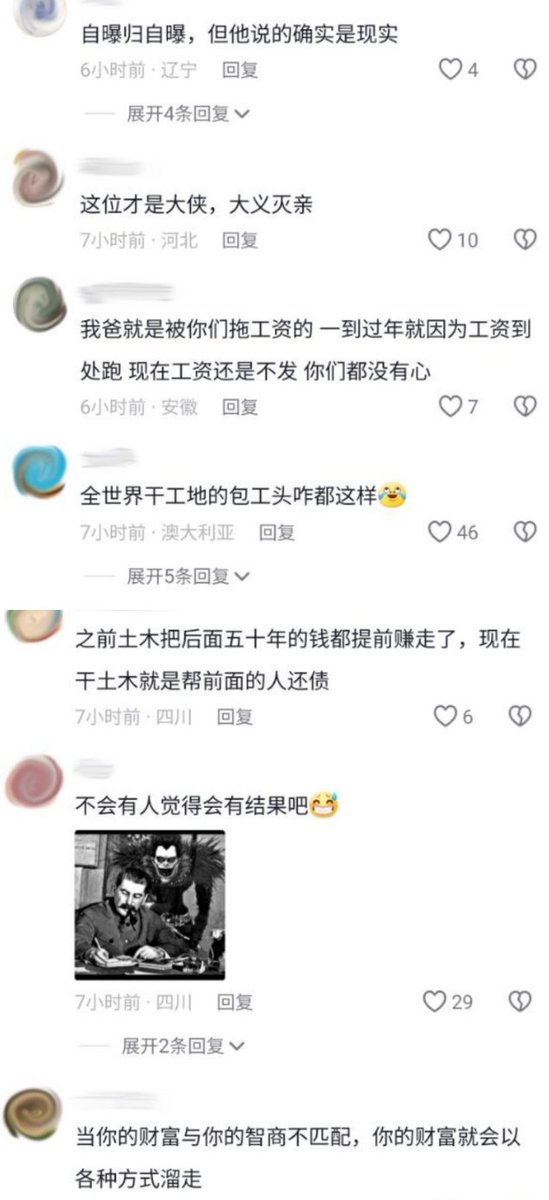 自曝归自曝，但他说的确实是现实
6小时前·辽宁 回复 4
展开4条回复
这位才是大侠，大义灭亲
7小时前·河北 回复 10
我爸就是被你们拖工资的 一到过年就因为工资到
处跑 现在工资还是不发 你们都没有心
6小时前·安徽 回复 7
全世界干工地的包工头咋都这样
7小时前·澳大利亚 回复 46
展开5条回复
之前土木把后面五十年的钱都提前赚走了，现在
干土木就是帮前面的人还债
7小时前·四川 回复 6
不会有人觉得会有结果吧
7小时前·四川 回复 29
展开2条回复
当你的财富与你的智商不匹配，你的财富就会以
各种方式溜走